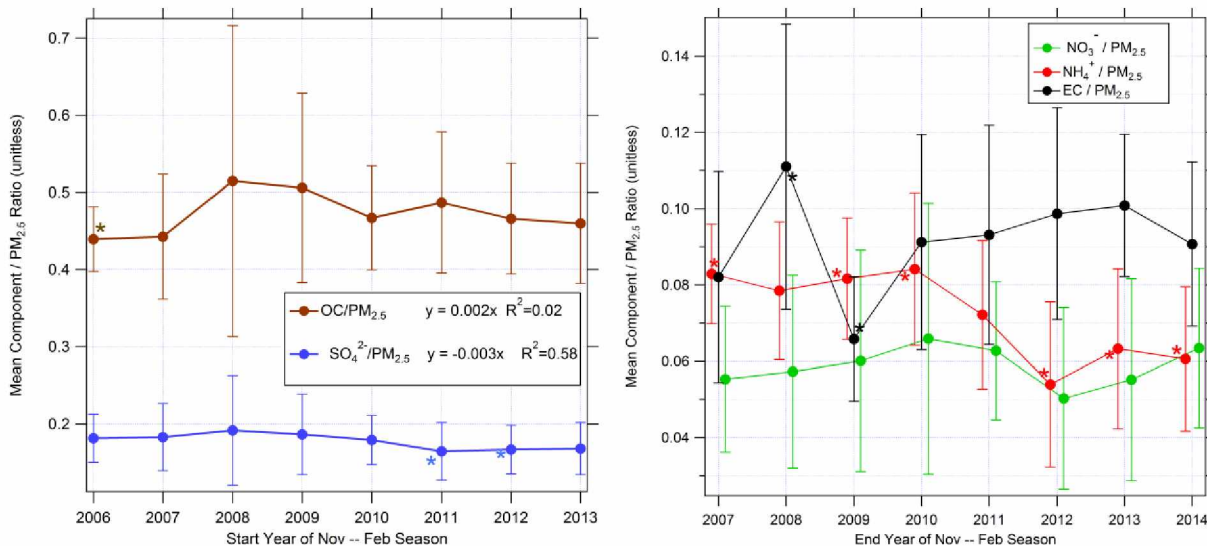 Mean Component / PM2.5 Ratio (unitless)
0.7
0.6
0.5
0.4
0.3
0.2
*
OC/PM2.5 y = 0.002x R²=0.02
SO4²⁻/PM2.5 y = -0.003x R²=0.58
* *
2006 2007 2008 2009 2010 2011 2012 2013
Start Year of Nov -- Feb Season
Mean Component / PM2.5 Ratio (unitless)
0.14
0.12
0.10
0.08
0.06
0.04
NO3⁻ / PM2.5
NH4⁺ / PM2.5
EC / PM2.5
* * * * * * * *
2007 2008 2009 2010 2011 2012 2013 2014
End Year of Nov -- Feb Season